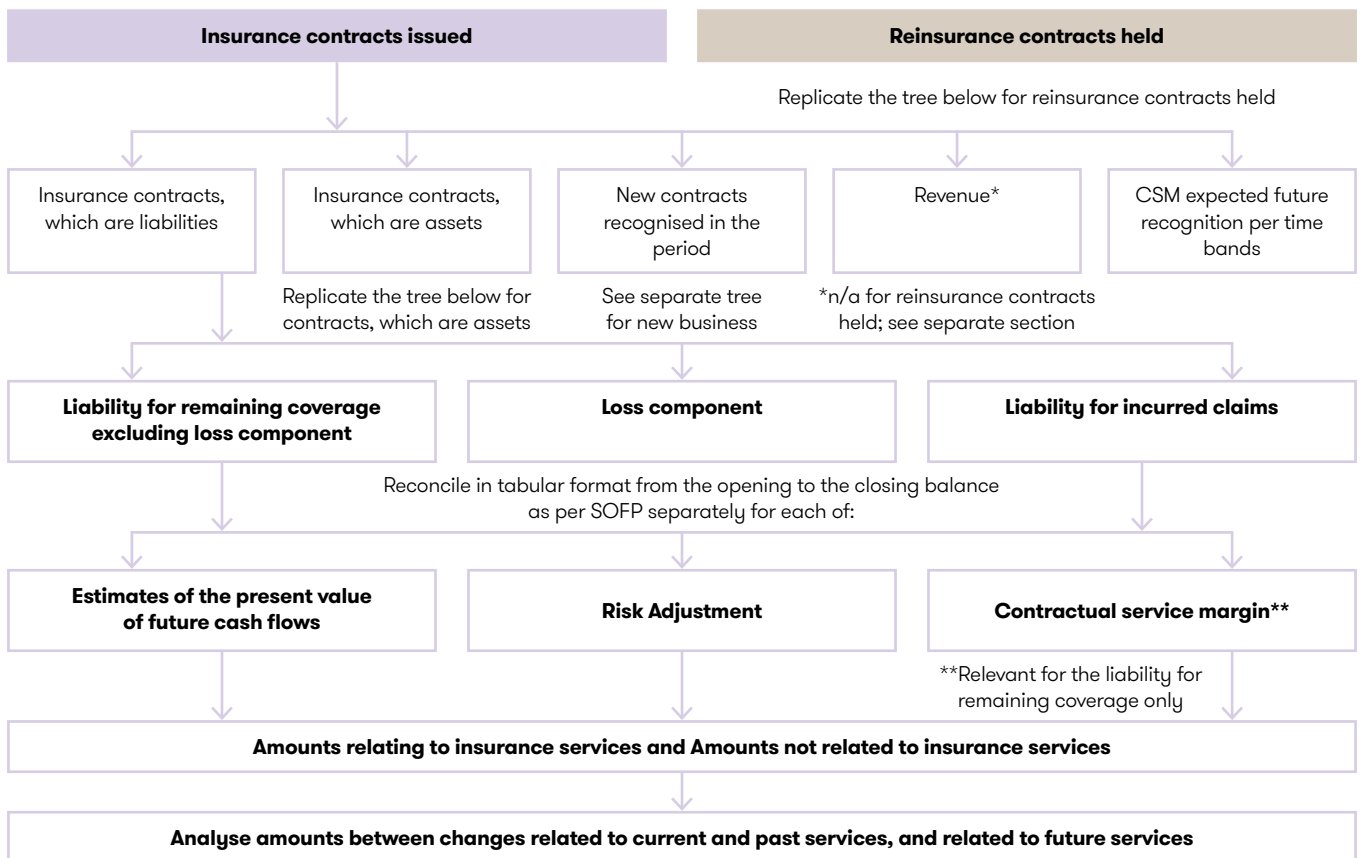 Insurance contracts issued
Reinsurance contracts held
Replicate the tree below for reinsurance contracts held
Insurance contracts,
which are liabilities
Insurance contracts,
which are assets
New contracts
recognised in the
period
Revenue*
CSM expected future
recognition per time
bands
Replicate the tree below for
contracts, which are assets
See separate tree
for new business
*n/a for reinsurance contracts
held; see separate section
Liability for remaining coverage
excluding loss component
Loss component
Liability for incurred claims
Reconcile in tabular format from the opening to the closing balance
as per SOFP separately for each of:
Estimates of the present value
of future cash flows
Risk Adjustment
Contractual service margin**
**Relevant for the liability for
remaining coverage only
Amounts relating to insurance services and Amounts not related to insurance services
Analyse amounts between changes related to current and past services, and related to future services